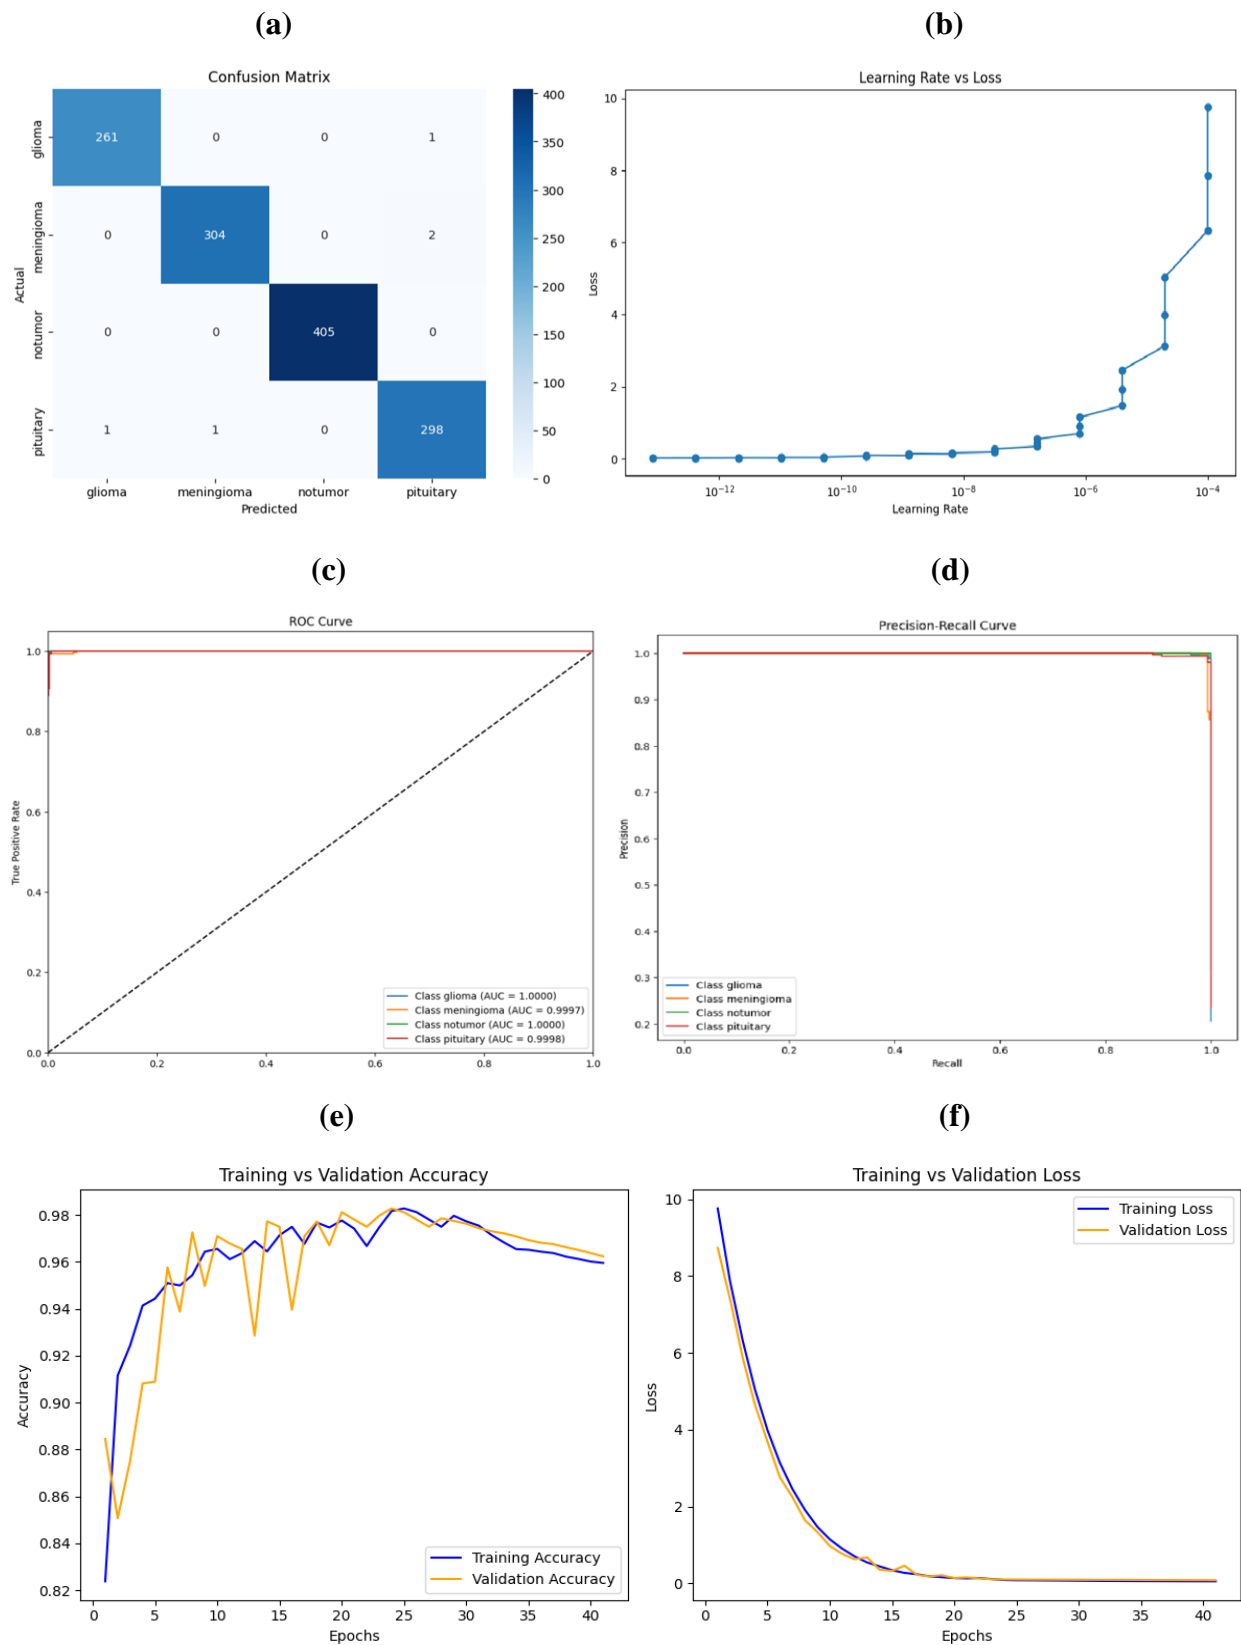 (a)
Confusion Matrix
glioma
meningioma
notumor
pituitary
Actual
261
0
0
1
0
304
0
2
0
0
405
0
1
1
0
298
glioma
meningioma
notumor
pituitary
Predicted
400
350
300
250
200
150
100
50
0
(b)
Learning Rate vs Loss
Loss
10
8
6
4
2
0
10⁻¹²
10⁻¹⁰
10⁻⁸
10⁻⁶
10⁻⁴
Learning Rate
(c)
ROC Curve
True Positive Rate
1.0
0.8
0.6
0.4
0.2
0.0
0.0
0.2
0.4
0.6
0.8
1.0
Class glioma (AUC = 1.0000)
Class meningioma (AUC = 0.9997)
Class notumor (AUC = 1.0000)
Class pituitary (AUC = 0.9998)
(d)
Precision-Recall Curve
Precision
1.0
0.9
0.8
0.7
0.6
0.5
0.4
0.3
0.2
Class glioma
Class meningioma
Class notumor
Class pituitary
0.0
0.2
0.4
0.6
0.8
1.0
Recall
(e)
Training vs Validation Accuracy
Accuracy
0.98
0.96
0.94
0.92
0.90
0.88
0.86
0.84
0.82
Training Accuracy
Validation Accuracy
0
5
10
15
20
25
30
35
40
Epochs
(f)
Training vs Validation Loss
Loss
10
8
6
4
2
0
Training Loss
Validation Loss
0
5
10
15
20
25
30
35
40
Epochs